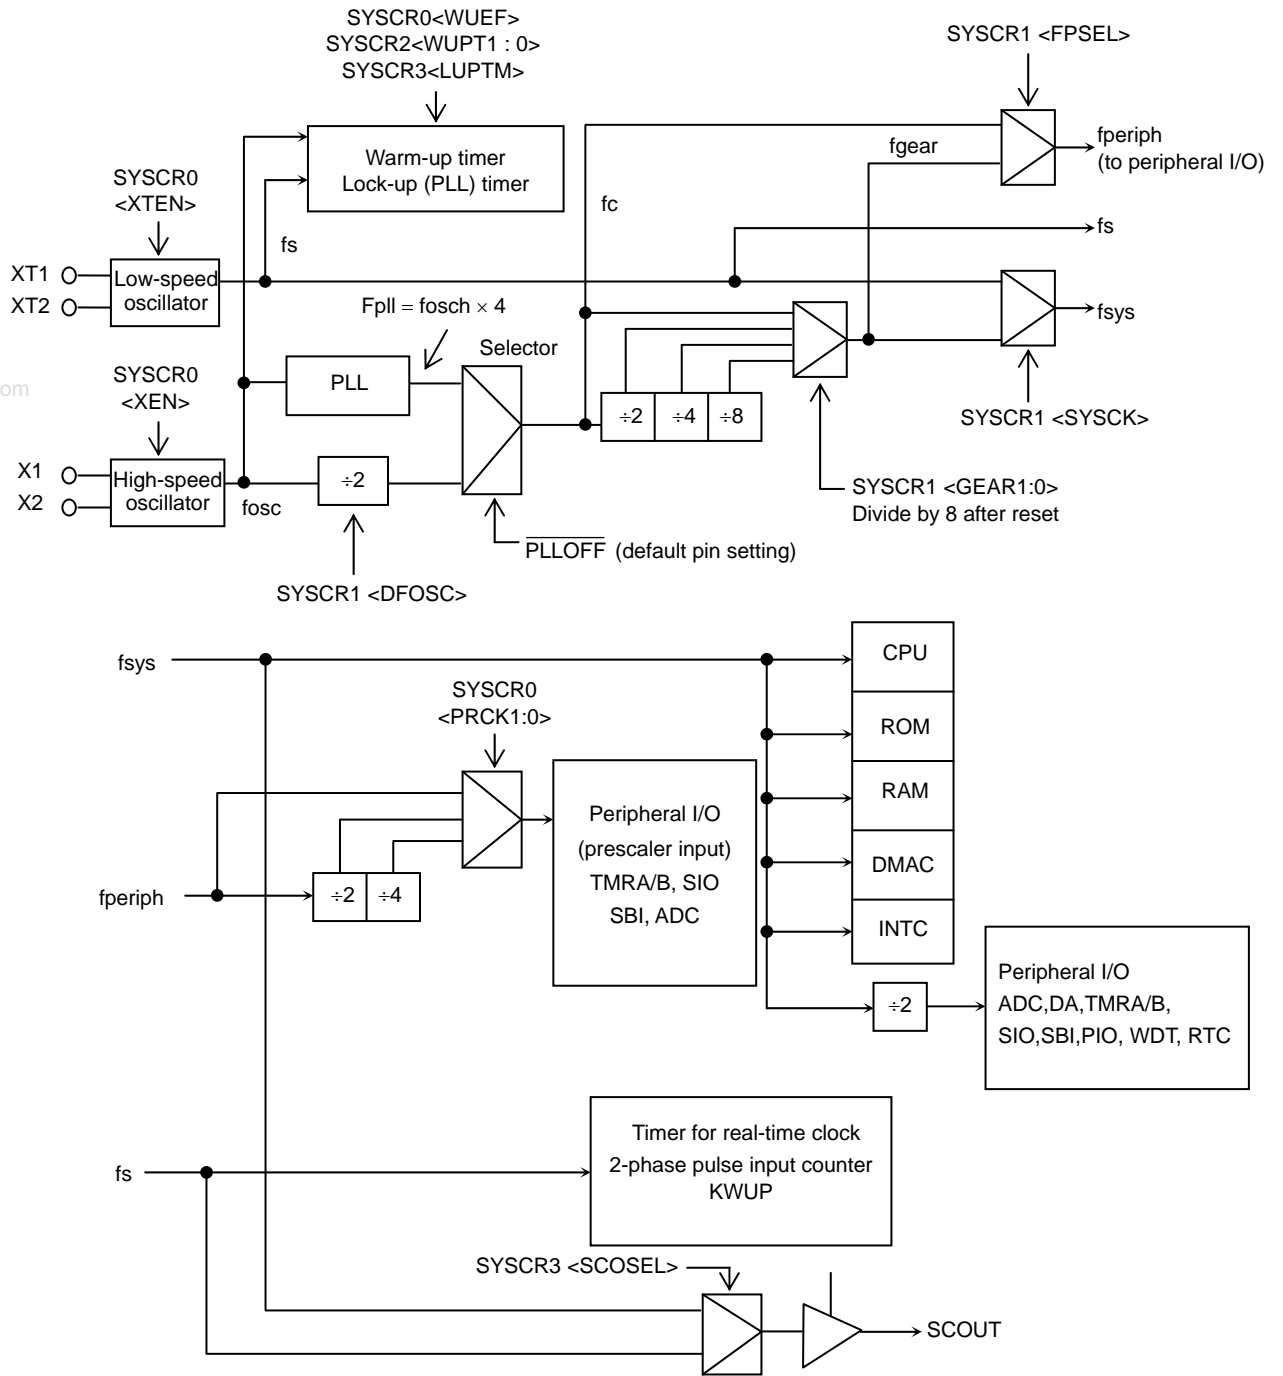 SYSCR0<WUEF>
SYSCR2<WUPT1 : 0>
SYSCR3<LUPTM>
SYSCR1 <FPSEL>
Warm-up timer
Lock-up (PLL) timer
fgear
fperiph
(to peripheral I/O)
SYSCR0
<XTEN>
fc
fs
fs
XT1
XT2
Low-speed
oscillator
Fpll = fosch × 4
fsys
Selector
om
SYSCR0
<XEN>
PLL
÷2
÷4
÷8
SYSCR1 <SYSCK>
X1
X2
High-speed
oscillator
fosc
÷2
SYSCR1 <GEAR1:0>
Divide by 8 after reset
PLLOFF (default pin setting)
SYSCR1 <DFOSC>
fsys
CPU
SYSCR0
<PRCK1:0>
ROM
RAM
Peripheral I/O
(prescaler input)
TMRA/B, SIO
SBI, ADC
DMAC
fperiph
÷2
÷4
INTC
÷2
Peripheral I/O
ADC,DA,TMRA/B,
SIO,SBI,PIO, WDT, RTC
fs
Timer for real-time clock
2-phase pulse input counter
KWUP
SYSCR3 <SCOSEL>
SCOUT